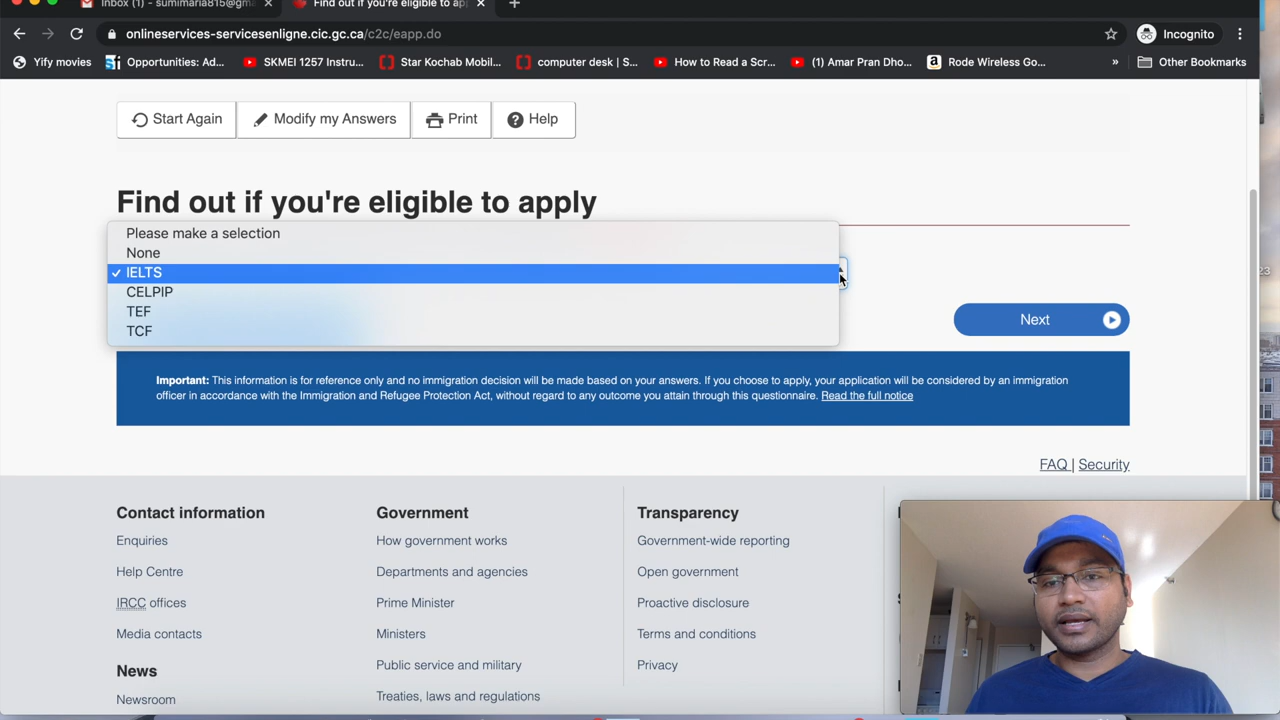 Inbox (1) - sumimaria815@gma
Find out if you're eligible to ap
onlineservices-servicesenligne.cic.gc.ca/c2c/eapp.do
Incognito
Yify movies
Opportunities: Ad...
SKMEI 1257 Instru...
Star Kochab Mobil...
computer desk | S...
How to Read a Scr...
(1) Amar Pran Dho...
Rode Wireless Go...
»
Other Bookmarks
Start Again
Modify my Answers
Print
Help
Find out if you're eligible to apply
Please make a selection
None
IELTS
CELPIP
TEF
TCF
Next
Important: This information is for reference only and no immigration decision will be made based on your answers. If you choose to apply, your application will be considered by an immigration
officer in accordance with the Immigration and Refugee Protection Act, without regard to any outcome you attain through this questionnaire. Read the full notice
FAQ | Security
Contact information
Enquiries
Help Centre
IRCC offices
Media contacts
News
Newsroom
Government
How government works
Departments and agencies
Prime Minister
Ministers
Public service and military
Treaties, laws and regulations
Transparency
Government-wide reporting
Open government
Proactive disclosure
Terms and conditions
Privacy
23